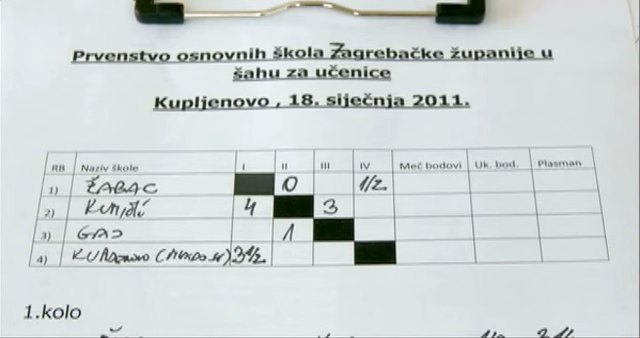 Prvenstvo osnovnih škola Zagrebačke županije u
šahu za učenice
Kupljenovo , 18. siječnja 2011.
RB Naziv škole I II III IV Meč bodovi Uk. bod. Plasman
1) ŽABAC 0 1/2
2) 4 3
3) GAJ 1
4) 3 1/2
1.kolo